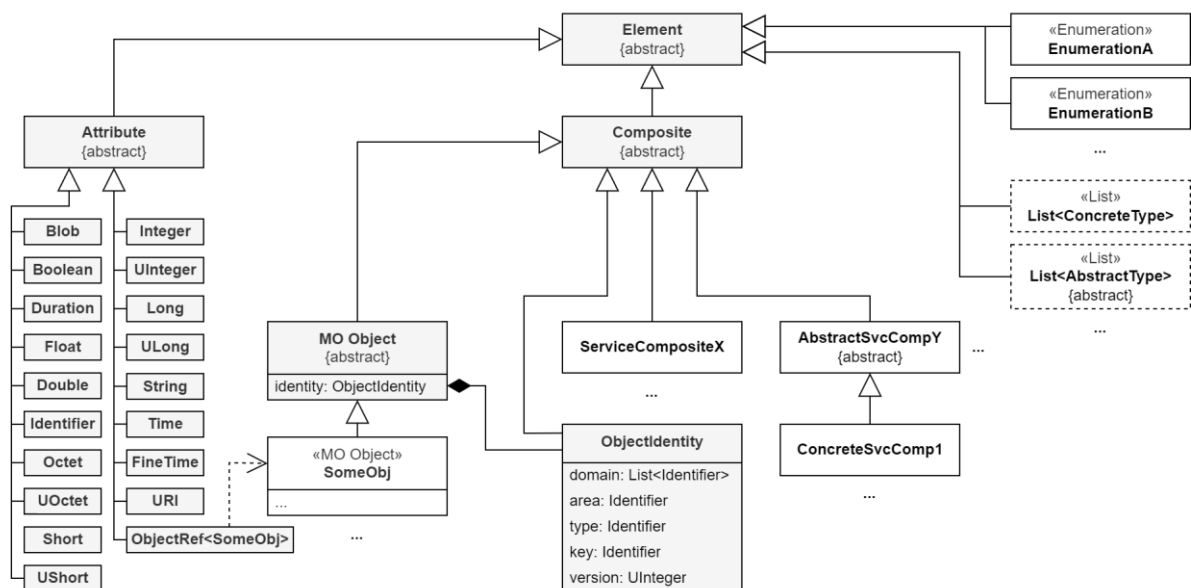 Element
{abstract}
«Enumeration»
EnumerationA
«Enumeration»
EnumerationB
...
Attribute
{abstract}
Composite
{abstract}
«List»
List<ConcreteType>
«List»
List<AbstractType>
{abstract}
...
Blob
Boolean
Duration
Float
Double
Identifier
Octet
UOctet
Short
UShort
Integer
UInteger
Long
ULong
String
Time
FineTime
URI
ObjectRef<SomeObj>
MO Object
{abstract}
identity: ObjectIdentity
«MO Object»
SomeObj
...
...
ServiceCompositeX
...
AbstractSvcCompY
{abstract}
...
ConcreteSvcComp1
...
ObjectIdentity
domain: List<Identifier>
area: Identifier
type: Identifier
key: Identifier
version: UInteger